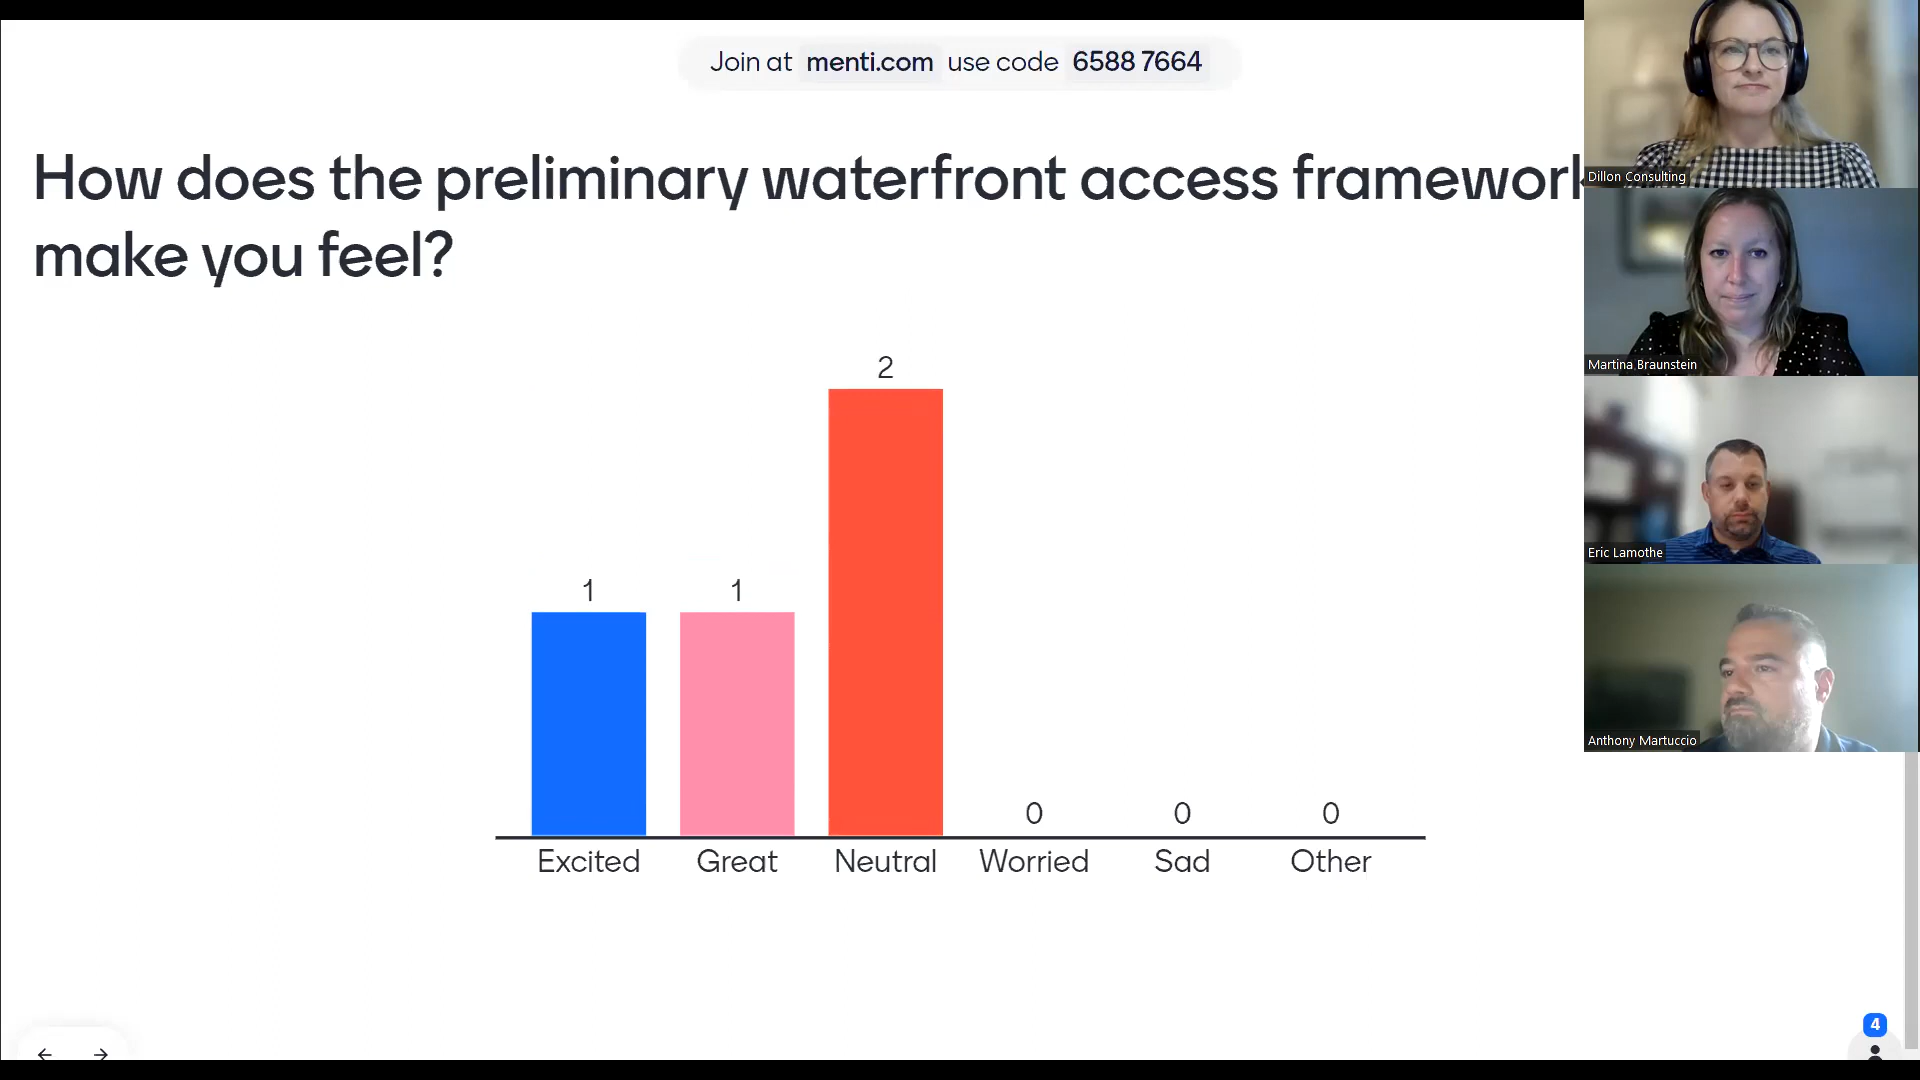 Join at menti.com use code 6588 7664
How does the preliminary waterfront access framework
make you feel?
2
1 1
0 0 0
Excited Great Neutral Worried Sad Other
Dillon Consulting
Martina Braunstein
Eric Lamothe
Anthony Martuccio
4